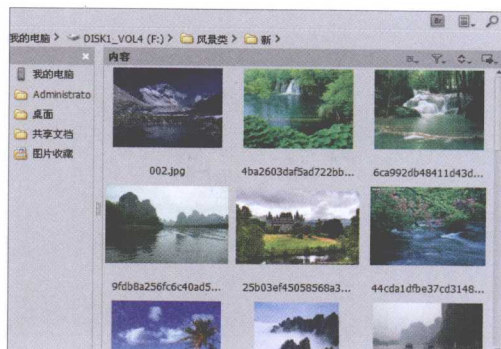 Br
我的电脑 > DISK1_VOL4 (F:) > 风景类 > 新 >
我的电脑
Administrato
桌面
共享文档
图片收藏
内容
002.jpg
4ba2603daf5ad722bb...
6ca992db48411d43d...
9fdb8a256fc6c40ad5...
25b03ef45058568a3...
44cda1dfbe37cd3148...